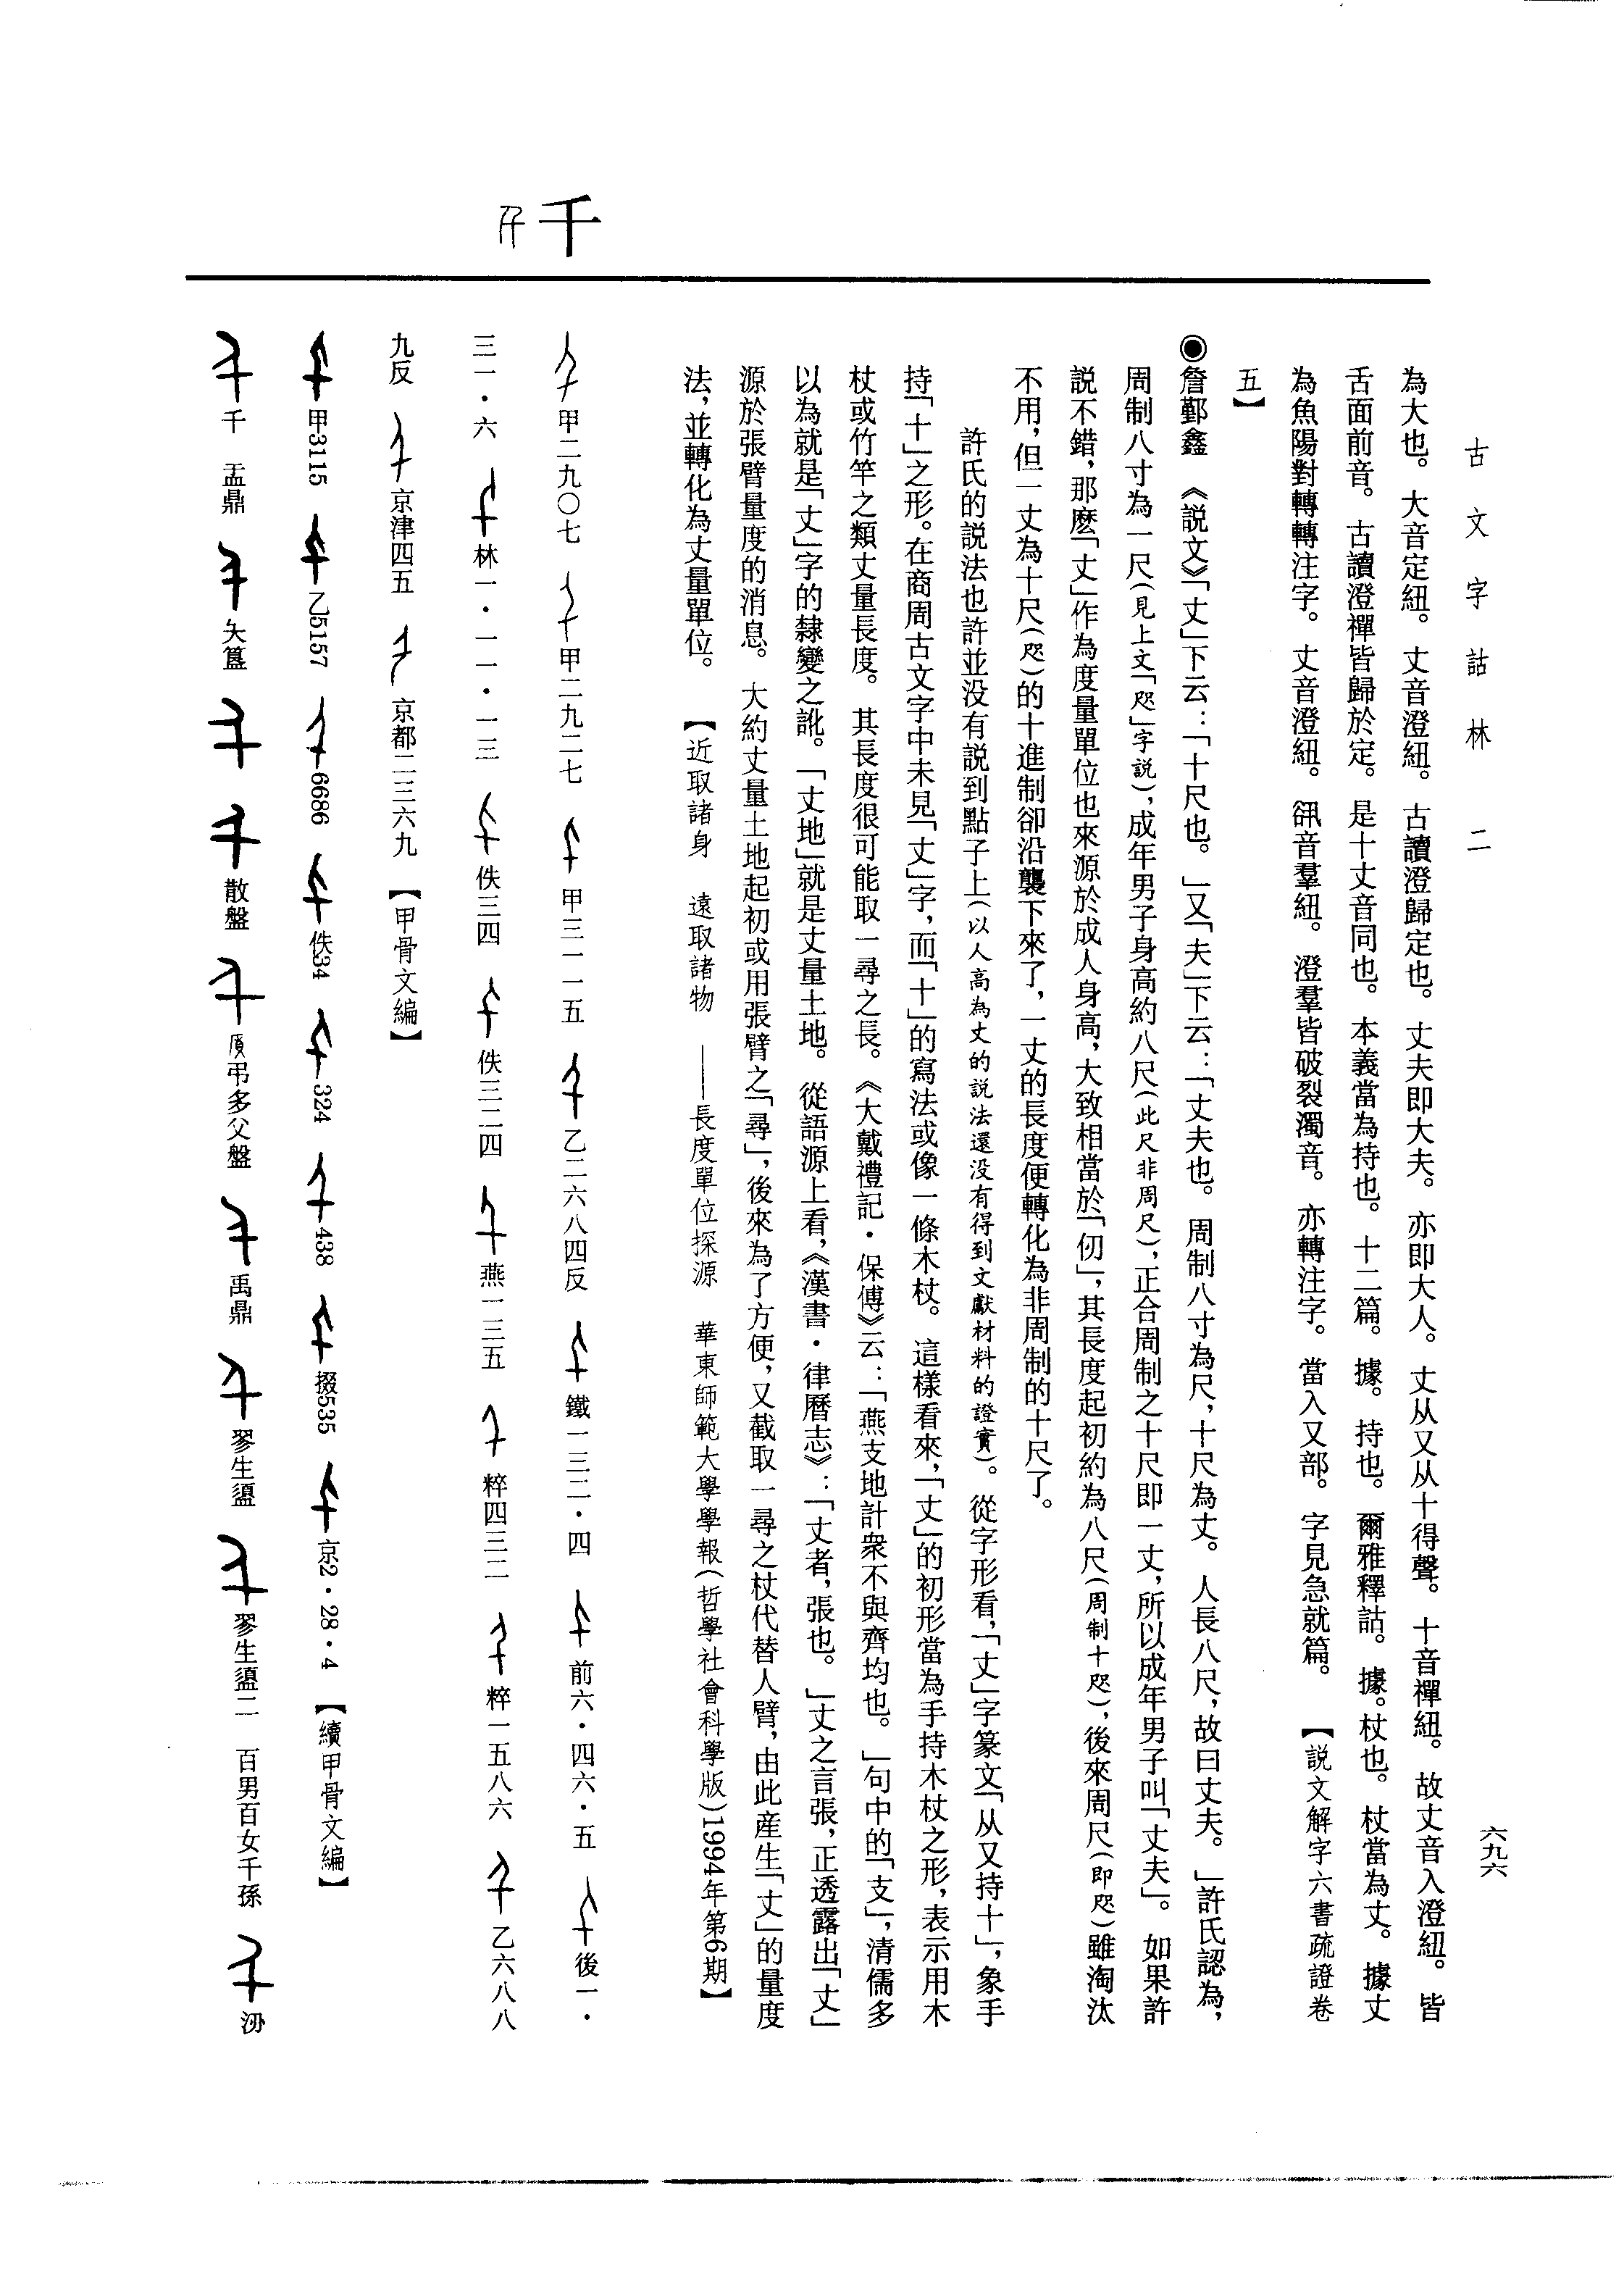 古文字詁林 二
六九六
為大也。大音定紐。丈音澄紐。古讀澄歸定也。丈夫即大夫。亦即大人。丈从又从十得聲。十音禪紐。故丈音入澄紐。皆
舌面前音。古讀澄禪皆歸於定。是十丈音同也。本義當為持也。十二篇。據。持也。爾雅釋詁。據。杖也。杖當為丈。據丈
為魚陽對轉轉注字。丈音澄紐。音羣紐。澄羣皆破裂濁音。亦轉注字。當入又部。字見急就篇。【説文解字六書疏證卷
五】
◉詹鄞鑫 《説文》「丈」下云：「十尺也。」又「夫」下云：「丈夫也。周制八寸為尺，十尺為丈。人長八尺，故曰丈夫。」許氏認為，
周制八寸為一尺（見上文「咫」字説），成年男子身高約八尺（此尺非周尺），正合周制之十尺即一丈，所以成年男子叫「丈夫」。如果許
説不錯，那麽「丈」作為度量單位也來源於成人身高，大致相當於「仞」，其長度起初約為八尺（周制十咫），後來周尺（即咫）雖淘汰
不用，但一丈為十尺（咫）的十進制卻沿襲下來了，一丈的長度便轉化為非周制的十尺了。
許氏的説法也許並没有説到點子上（以人高為丈的説法還没有得到文獻材料的證實）。從字形看，「丈」字篆文「从又持十」，象手
持「十」之形。在商周古文字中未見「丈」字，而「十」的寫法或像一條木杖。這樣看來，「丈」的初形當為手持木杖之形，表示用木
杖或竹竿之類丈量長度。其長度很可能取一尋之長。《大戴禮記·保傅》云：「燕支地計衆不與齊均也。」句中的「支」，清儒多
以為就是「丈」字的隸變之訛。「丈地」就是丈量土地。從語源上看，《漢書·律曆志》：「丈者，張也。」丈之言張，正透露出「丈」
源於張臂量度的消息。大約丈量土地起初或用張臂之「尋」，後來為了方便，又截取一尋之杖代替人臂，由此産生「丈」的量度
法，並轉化為丈量單位。【近取諸身 遠取諸物 ——長度單位探源 華東師範大學學報（哲學社會科學版）1994年第6期】
千
甲二九〇七 甲二九二七 甲三一一五 乙二六八四反 鐵一三二·四 前六·四六·五 後一·
三一·六 林一·一一·一三 佚三四 佚三二四 燕一三五 粹四三二 粹一五八六 乙六八八
九反 京津四五 京都二三六九 【甲骨文編】
甲3115 乙5157 6686 佚34 324 438 掇535 京2·28·4 【續甲骨文編】
千 盂鼎 夨簋 散盤 弔多父盤 禹鼎 翏生盨 翏生盨二 百男百女千孫